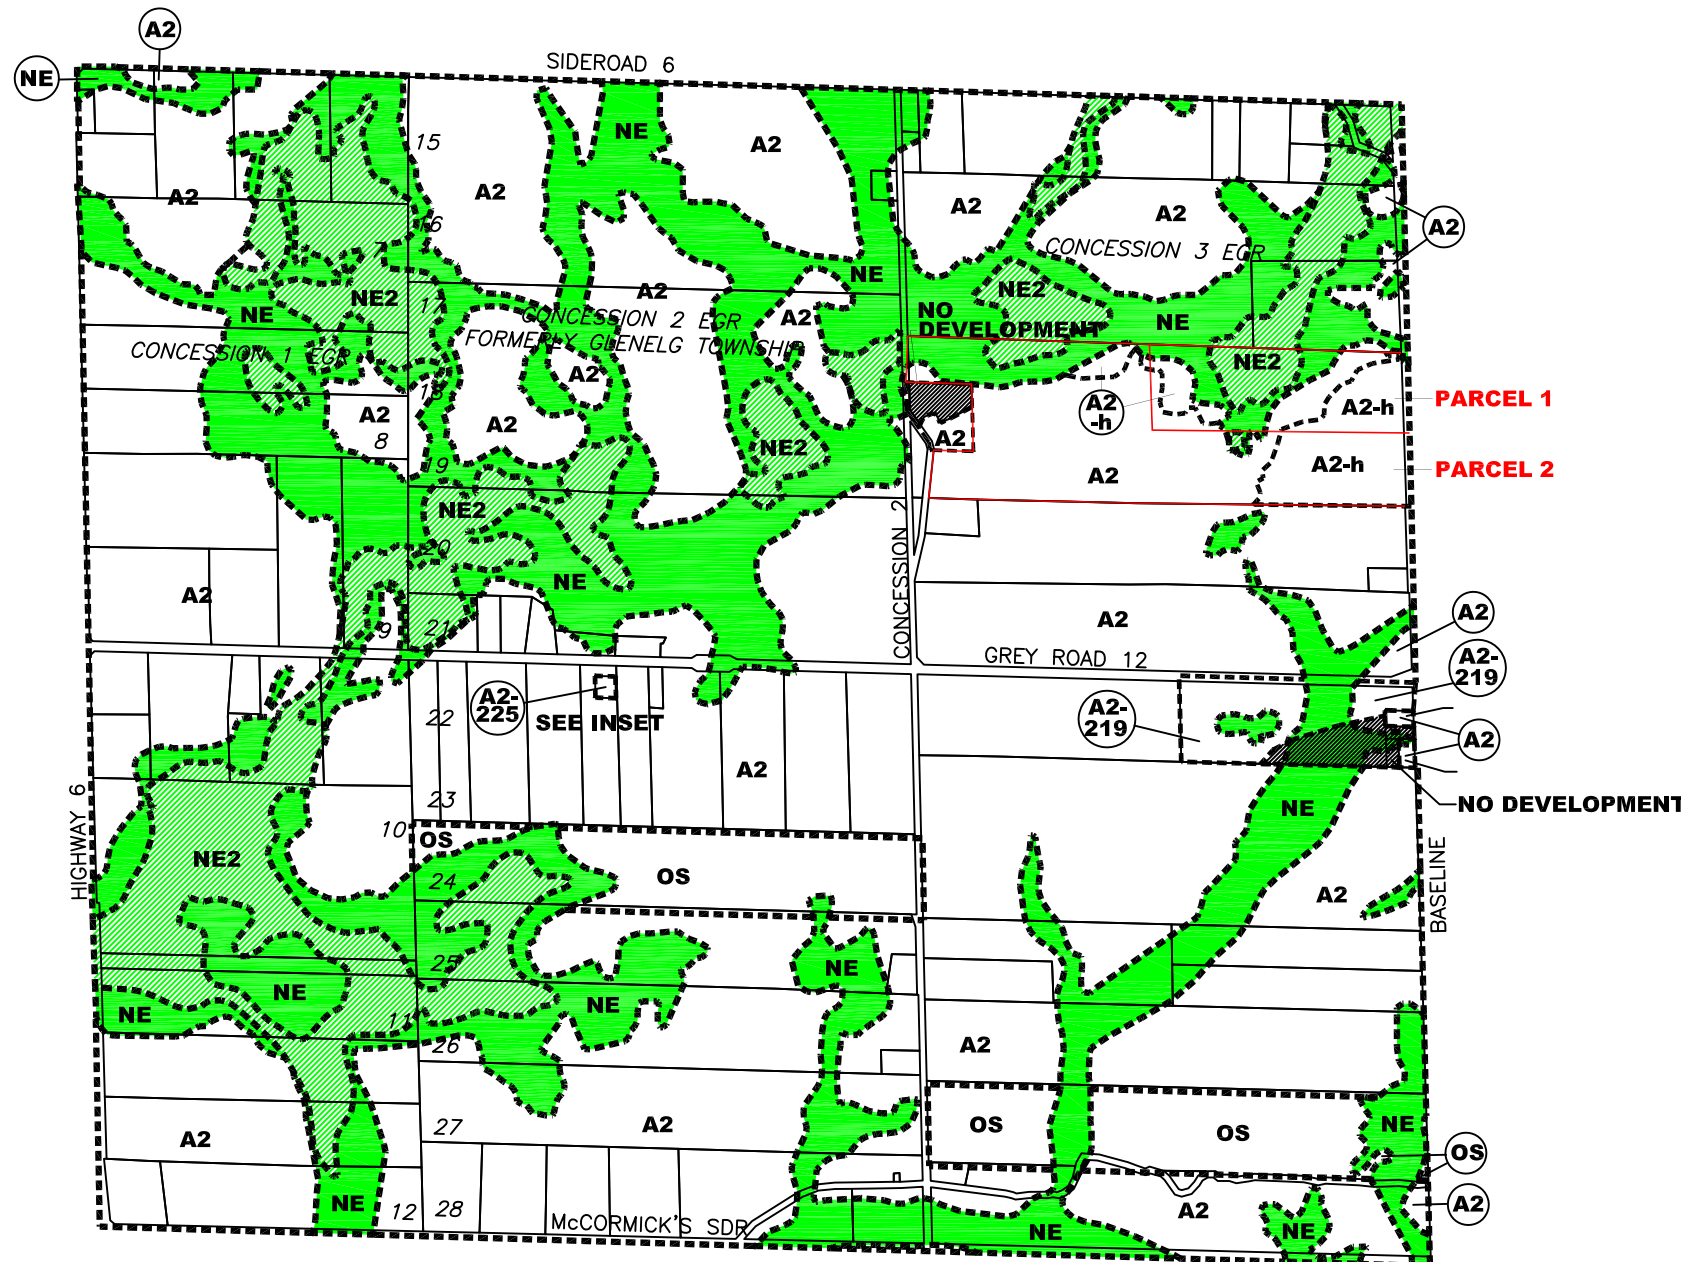 A2
NE
SIDEROAD 6
15
NE
A2
A2
A2
A2
A2
A2
16
7
CONCESSION 3 EGR
NE
NE2
NE2
A2
17
NE
CONCESSION 2 EGR
A2
NO
DEVELOPMENT
NE
FORMERLY GLENELG TOWNSHIP
CONCESSION 1 EGR
NE2
A2
18
A2
-h
A2-h
PARCEL 1
A2
8
A2
A2
NE2
19
A2-h
PARCEL 2
A2
NE2
CONCESSION 2
20
NE
A2
9
21
A2
A2
GREY ROAD 12
A2-
219
A2-
225
SEE INSET
22
A2-
219
A2
A2
23
NO DEVELOPMENT
NE
HIGHWAY 6
10
OS
NE2
BASELINE
24
OS
A2
25
NE
NE
NE
NE
11
26
A2
27
A2
A2
OS
OS
NE
OS
NE
12
28
McCORMICK'S SDR
A2
A2
NE
NE